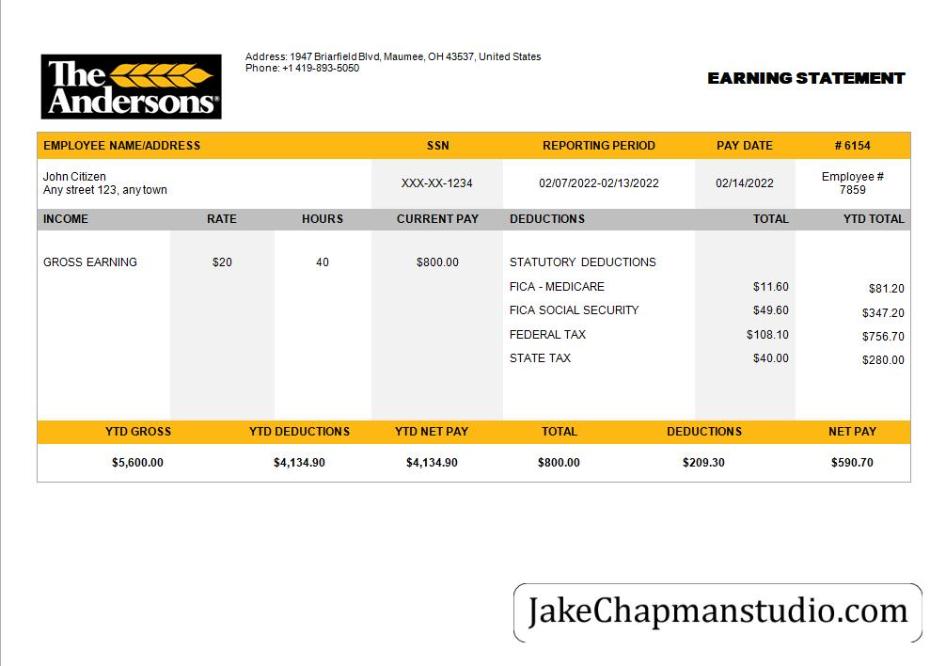 The
Andersons®
Address: 1947 Briarfield Blvd, Maumee, OH 43537, United States
Phone: +1 419-893-5050
EARNING STATEMENT
EMPLOYEE NAME/ADDRESS SSN REPORTING PERIOD PAY DATE # 6154
John Citizen
Any street 123, any town
XXX-XX-1234 02/07/2022-02/13/2022 02/14/2022 Employee #
7859
INCOME RATE HOURS CURRENT PAY DEDUCTIONS TOTAL YTD TOTAL
GROSS EARNING $20 40 $800.00 STATUTORY DEDUCTIONS
FICA - MEDICARE $11.60 $81.20
FICA SOCIAL SECURITY $49.60 $347.20
FEDERAL TAX $108.10 $756.70
STATE TAX $40.00 $280.00
YTD GROSS YTD DEDUCTIONS YTD NET PAY TOTAL DEDUCTIONS NET PAY
$5,600.00 $4,134.90 $4,134.90 $800.00 $209.30 $590.70
JakeChapmanstudio.com